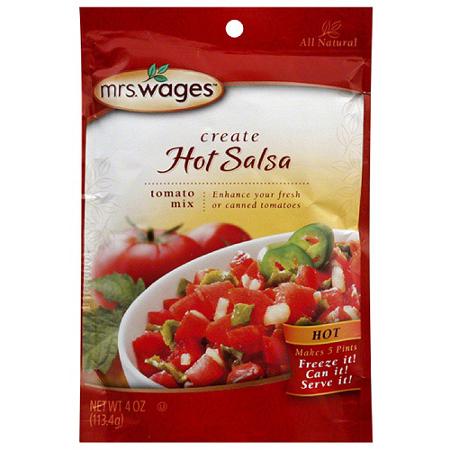 All Natural
mrs.wages™
create
Hot Salsa
tomato mix
Enhance your fresh
or canned tomatoes
HOT
Makes 5 Pints
Freeze it!
Can it!
Serve it!
NET WT 4 OZ
(113.4g)